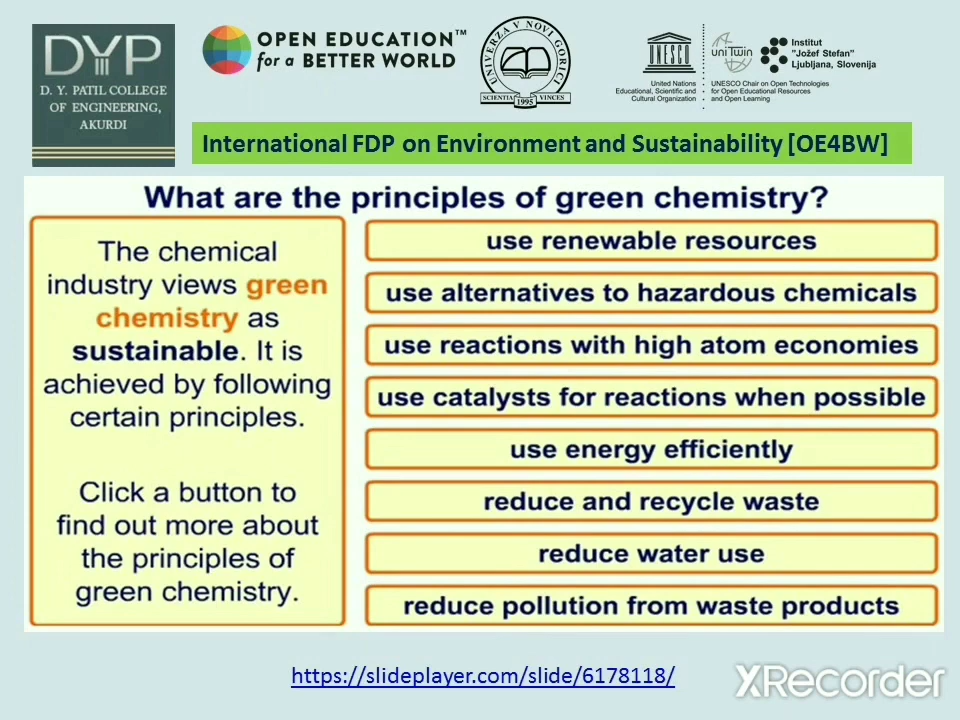 DYP
D. Y. PATIL COLLEGE
OF ENGINEERING,
AKURDI
OPEN EDUCATION™
for a BETTER WORLD
UNIVERZA V NOVI GORICI
SCIENTIA VINCES
1995
UNESCO
United Nations
Educational, Scientific and
Cultural Organization
uniTwin
UNESCO Chair on Open Technologies
for Open Educational Resources
and Open Learning
Institut
"Jožef Stefan"
Ljubljana, Slovenija
International FDP on Environment and Sustainability [OE4BW]
What are the principles of green chemistry?
The chemical
industry views green
chemistry as
sustainable. It is
achieved by following
certain principles.
Click a button to
find out more about
the principles of
green chemistry.
use renewable resources
use alternatives to hazardous chemicals
use reactions with high atom economies
use catalysts for reactions when possible
use energy efficiently
reduce and recycle waste
reduce water use
reduce pollution from waste products
https://slideplayer.com/slide/6178118/
XRecorder